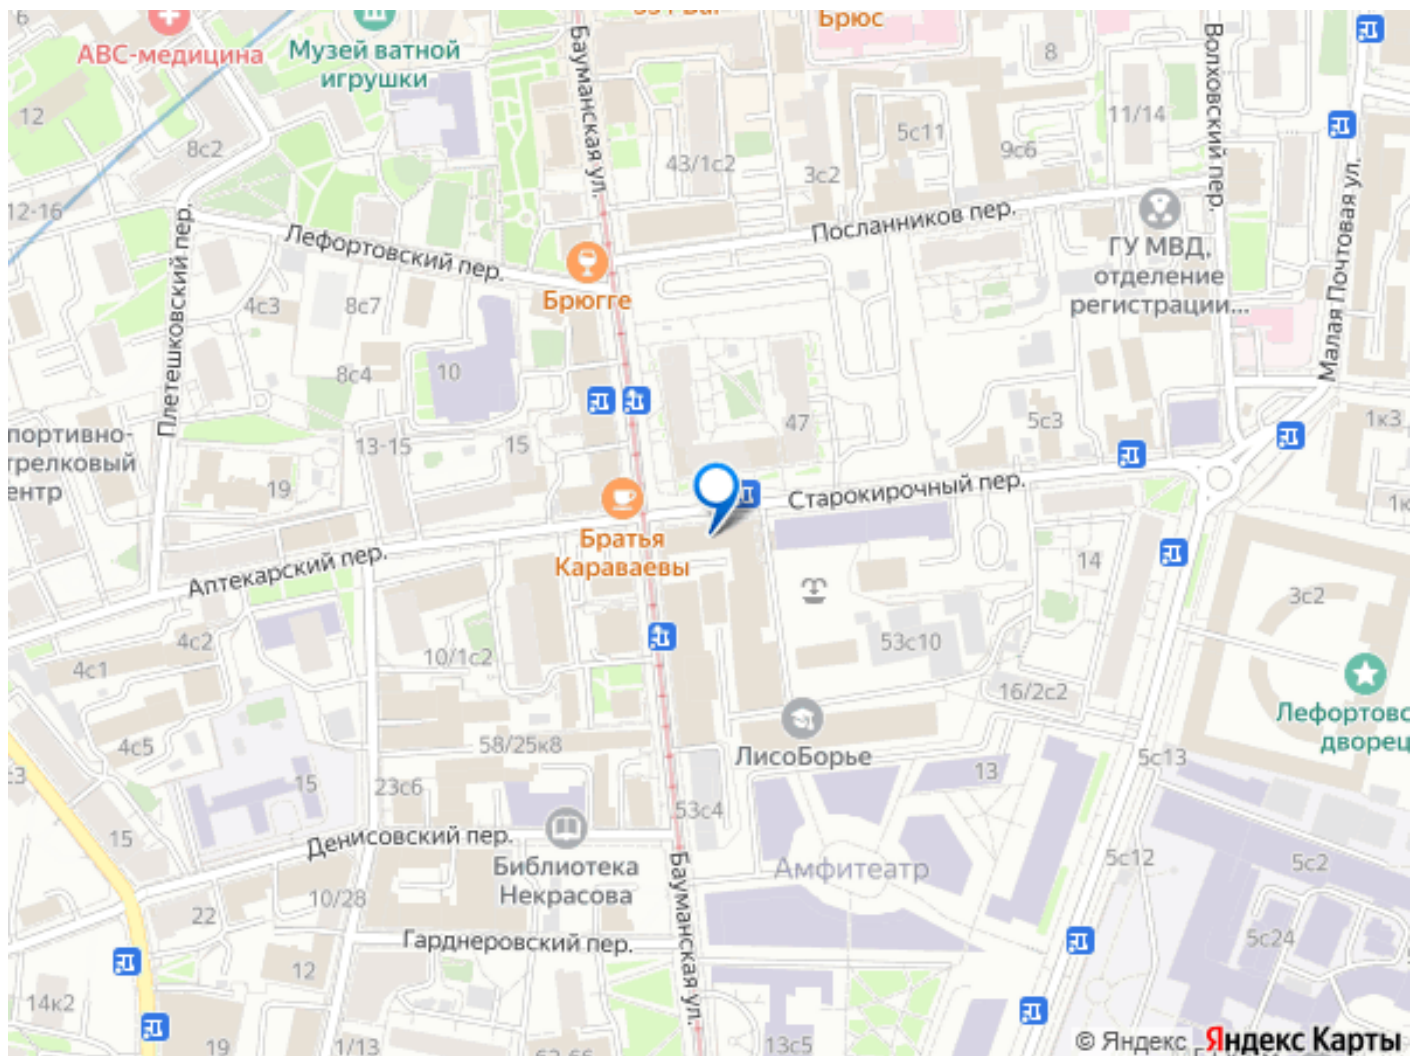 6
АВС-медицина
Музей ватной
игрушки
Брюс
8
12
8с2
12-16
Бауманская ул.
43/1с2
3с2
5с11
9с6
11/14
Волховский пер.
Малая Почтовая ул.
Посланников пер.
ГУ МВД,
отделение
регистрации...
Лефортовский пер.
Плетешковский пер.
Брюгге
4с3
8с7
8с4
10
47
5с3
1к3
13-15
15
19
портивно-
трелковый
ентр
Старокирочный пер.
Братья
Караваевы
Аптекарский пер.
14
3с2
4с2
4с1
10/1с2
53с10
16/2с2
Лефортовс
дворец
ЛисоБорье
4с5
58/25к8
13
5с13
15
23с6
53с4
15
Денисовский пер.
Библиотека
Некрасова
Амфитеатр
5с12
5с2
10/28
22
Бауманская ул.
Гарднеровский пер.
5с24
12
14к2
19
1/13
13с5
© Яндекс Яндекс Карты